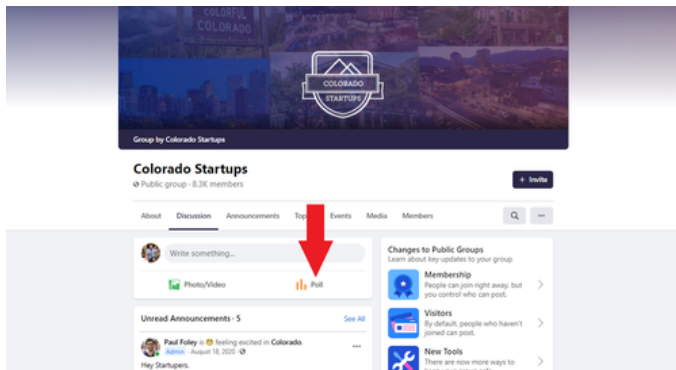 COLORFUL
COLORADO
COLORADO
STARTUPS
Group by Colorado Startups
Colorado Startups
Public group · 8.3K members
+ Invite
About Discussion Announcements Events Media Members
Write something...
Photo/Video Poll
Unread Announcements · 5 See All
Paul Foley is 😁 feeling excited in Colorado.
Admin · August 18, 2020 ·
Hey Startupers,
Changes to Public Groups
Learn about key updates to your group
Membership
People can join right away, but
you control who can post.
Visitors
By default, people who haven't
joined can post.
New Tools
There are now more ways to